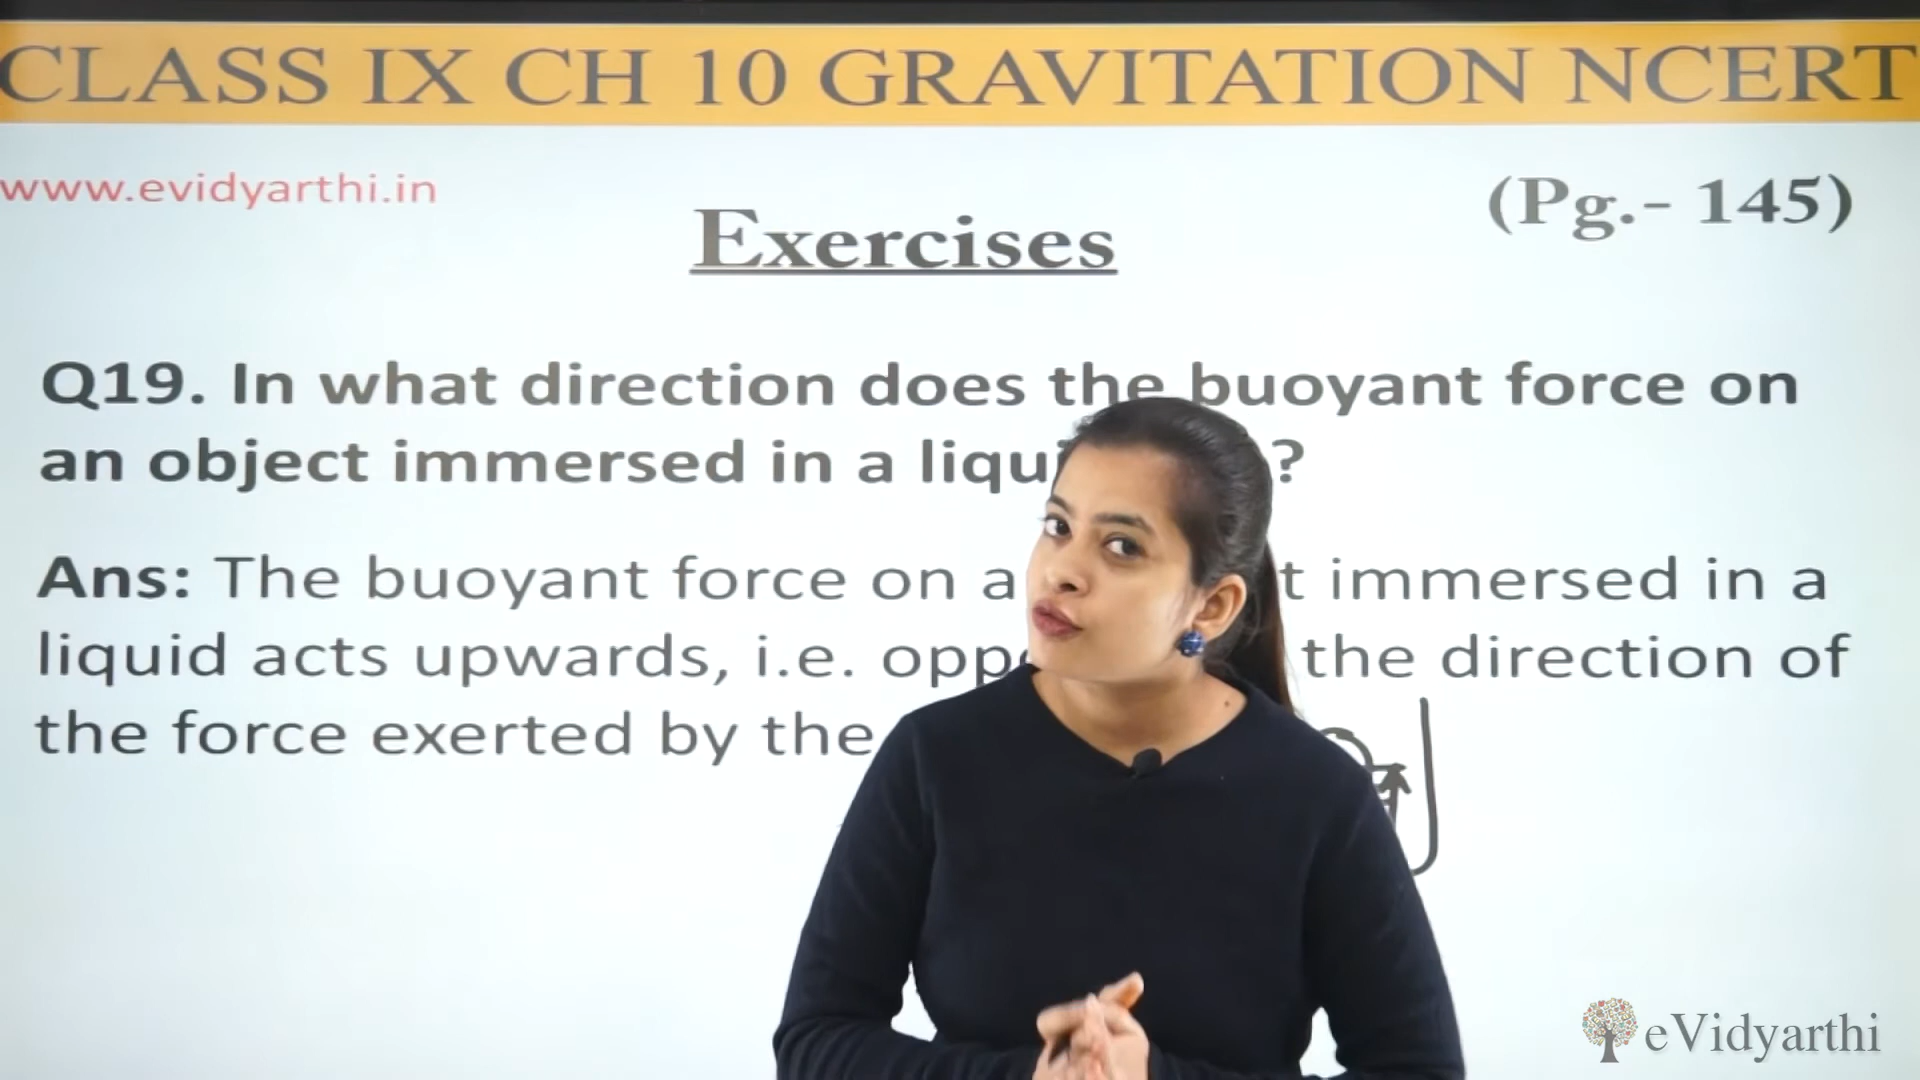 CLASS IX CH 10 GRAVITATION NCERT
www.evidyarthi.in
(Pg.- 145)
Exercises
Q19. In what direction does the buoyant force on
an object immersed in a ?
Ans: The buoyant force on immersed in a
liquid acts upwards, i.e. the direction of
the force exerted by the
eVidyarthi